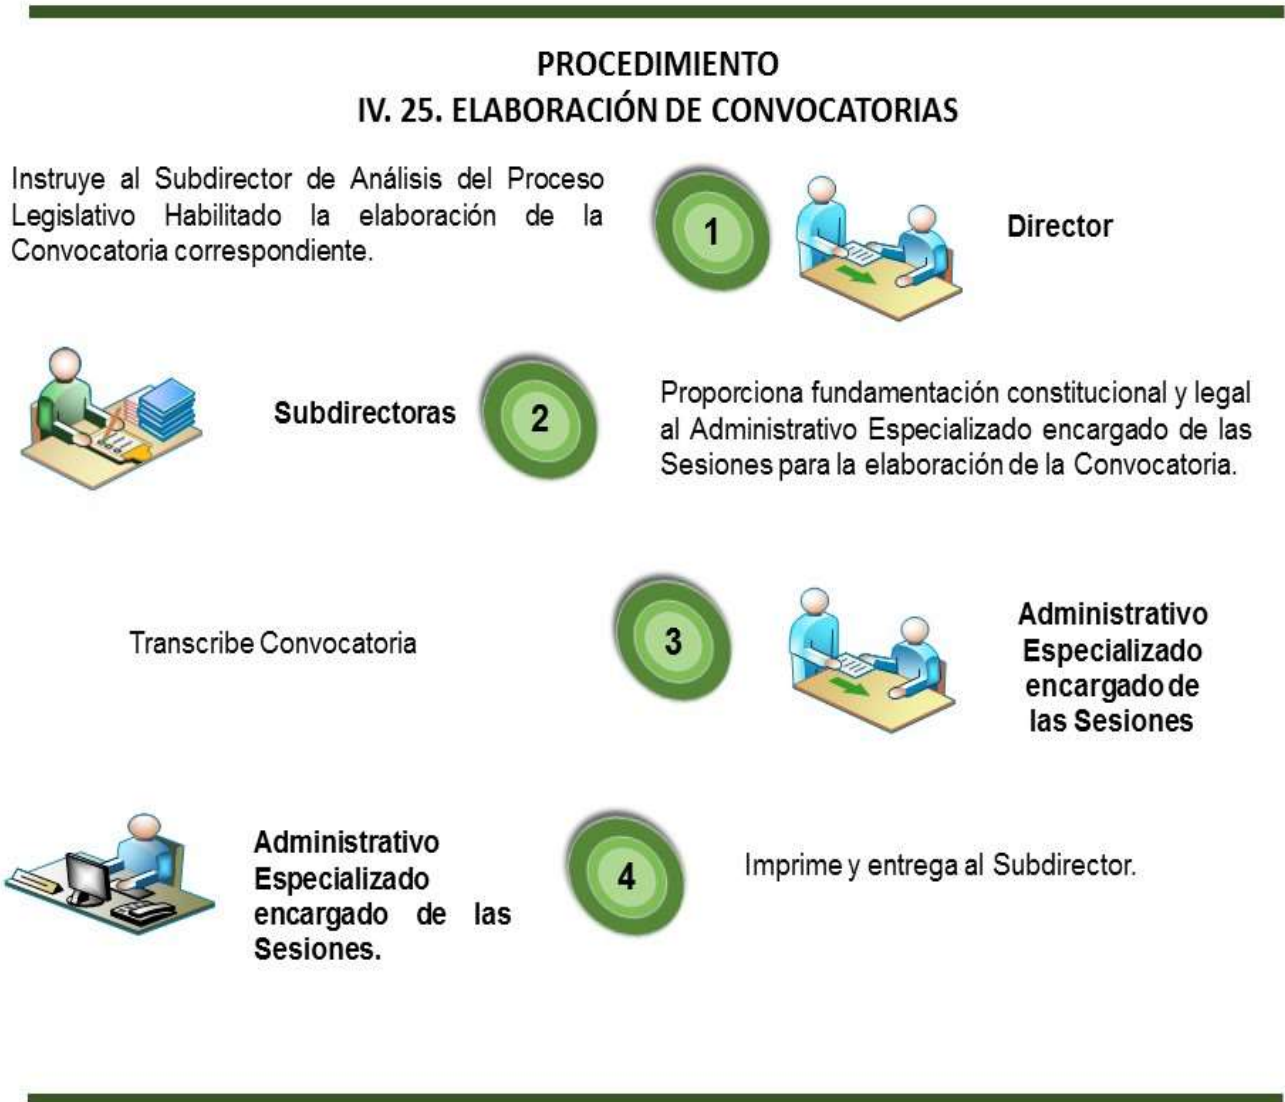 PROCEDIMIENTO
IV. 25. ELABORACIÓN DE CONVOCATORIAS
Instruye al Subdirector de Análisis del Proceso
Legislativo Habilitado la elaboración de la
Convocatoria correspondiente.
1
Director
Subdirectoras
2
Proporciona fundamentación constitucional y legal
al Administrativo Especializado encargado de las
Sesiones para la elaboración de la Convocatoria.
Transcribe Convocatoria
3
Administrativo
Especializado
encargado de
las Sesiones
Administrativo
Especializado
encargado de las
Sesiones.
4
Imprime y entrega al Subdirector.